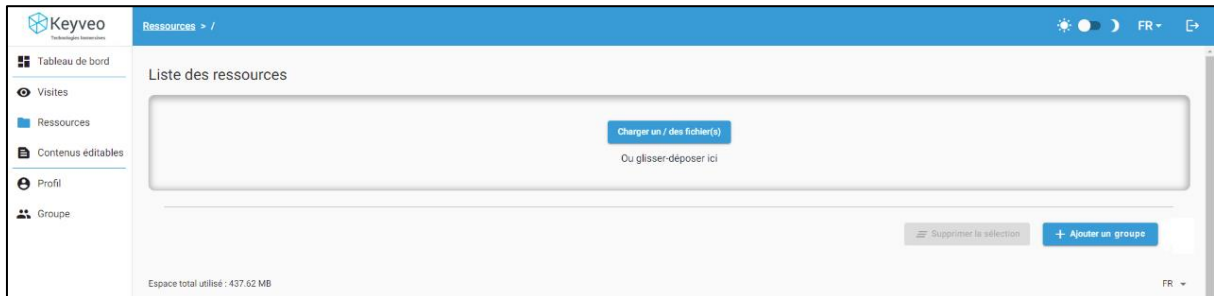 Keyveo
Technologies Immersives
Ressources > /
FR
Tableau de bord
Visites
Ressources
Contenus éditables
Profil
Groupe
Liste des ressources
Charger un / des fichier(s)
Ou glisser-déposer ici
Supprimer la sélection
+ Ajouter un groupe
Espace total utilisé : 437.62 MB
FR